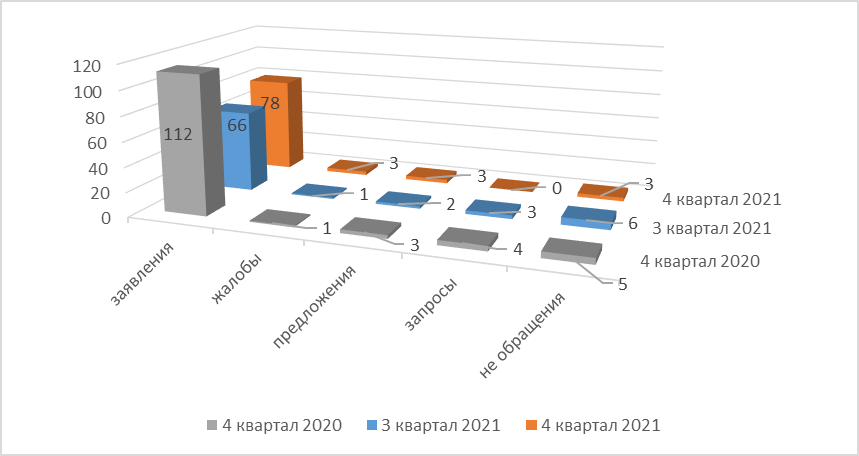 120
100
80
60
40
20
0
112
66
78
1
3
4
5
1
2
3
6
3
3
0
3
4 квартал 2021
3 квартал 2021
4 квартал 2020
заявления
жалобы
предложения
запросы
не обращения
4 квартал 2020
3 квартал 2021
4 квартал 2021